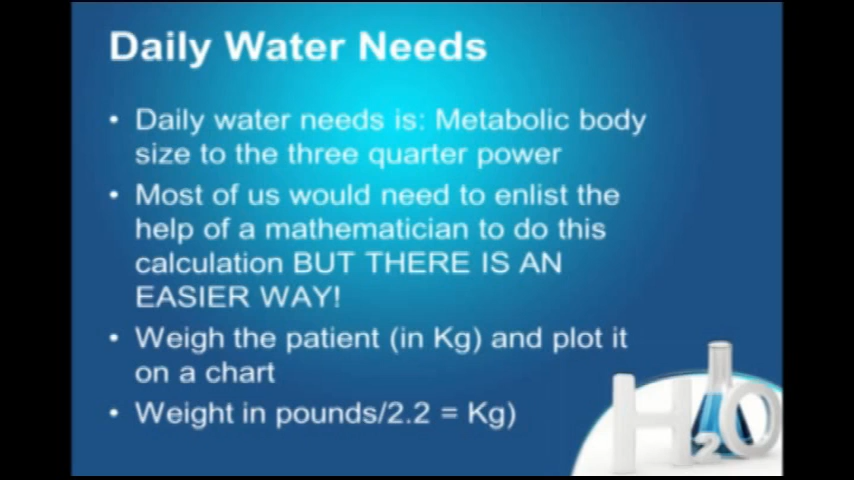 Daily Water Needs
• Daily water needs is: Metabolic body
size to the three quarter power
• Most of us would need to enlist the
help of a mathematician to do this
calculation BUT THERE IS AN
EASIER WAY!
• Weigh the patient (in Kg) and plot it
on a chart
• Weight in pounds/2.2 = Kg)
H2O